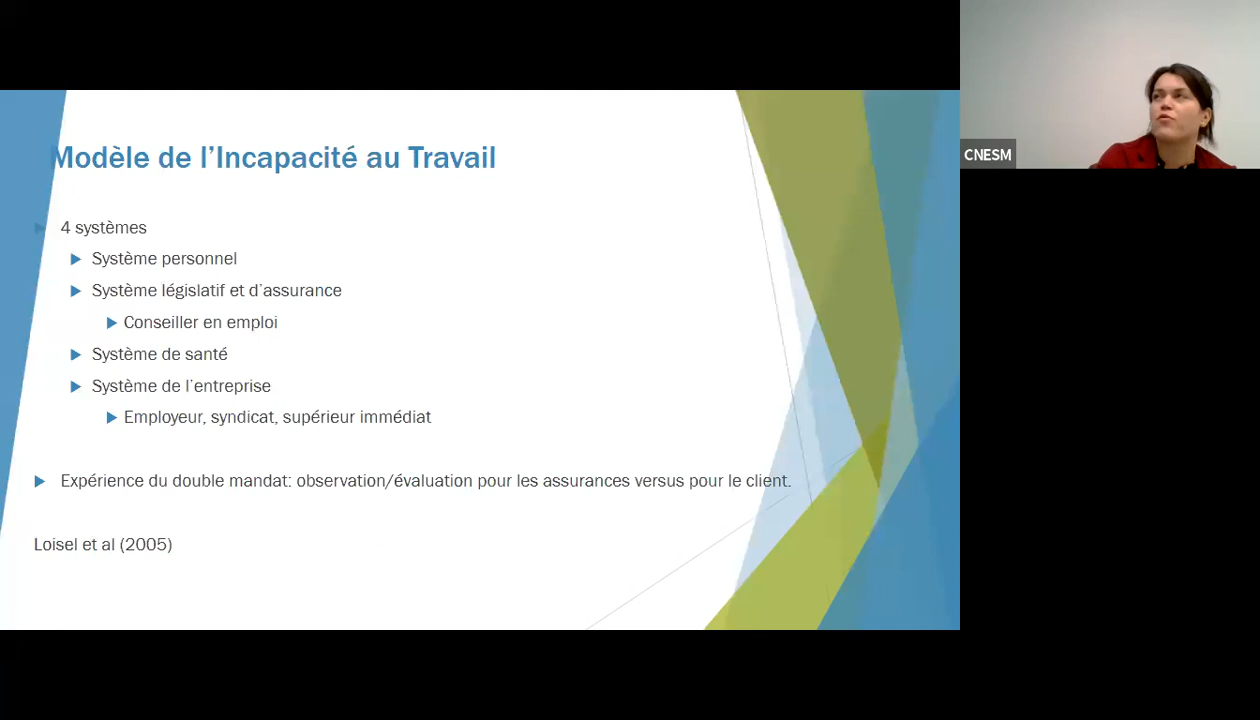 Modèle de l’Incapacité au Travail
4 systèmes
Système personnel
Système législatif et d’assurance
Conseiller en emploi
Système de santé
Système de l’entreprise
Employeur, syndicat, supérieur immédiat
Expérience du double mandat: observation/évaluation pour les assurances versus pour le client.
Loisel et al (2005)
CNESM